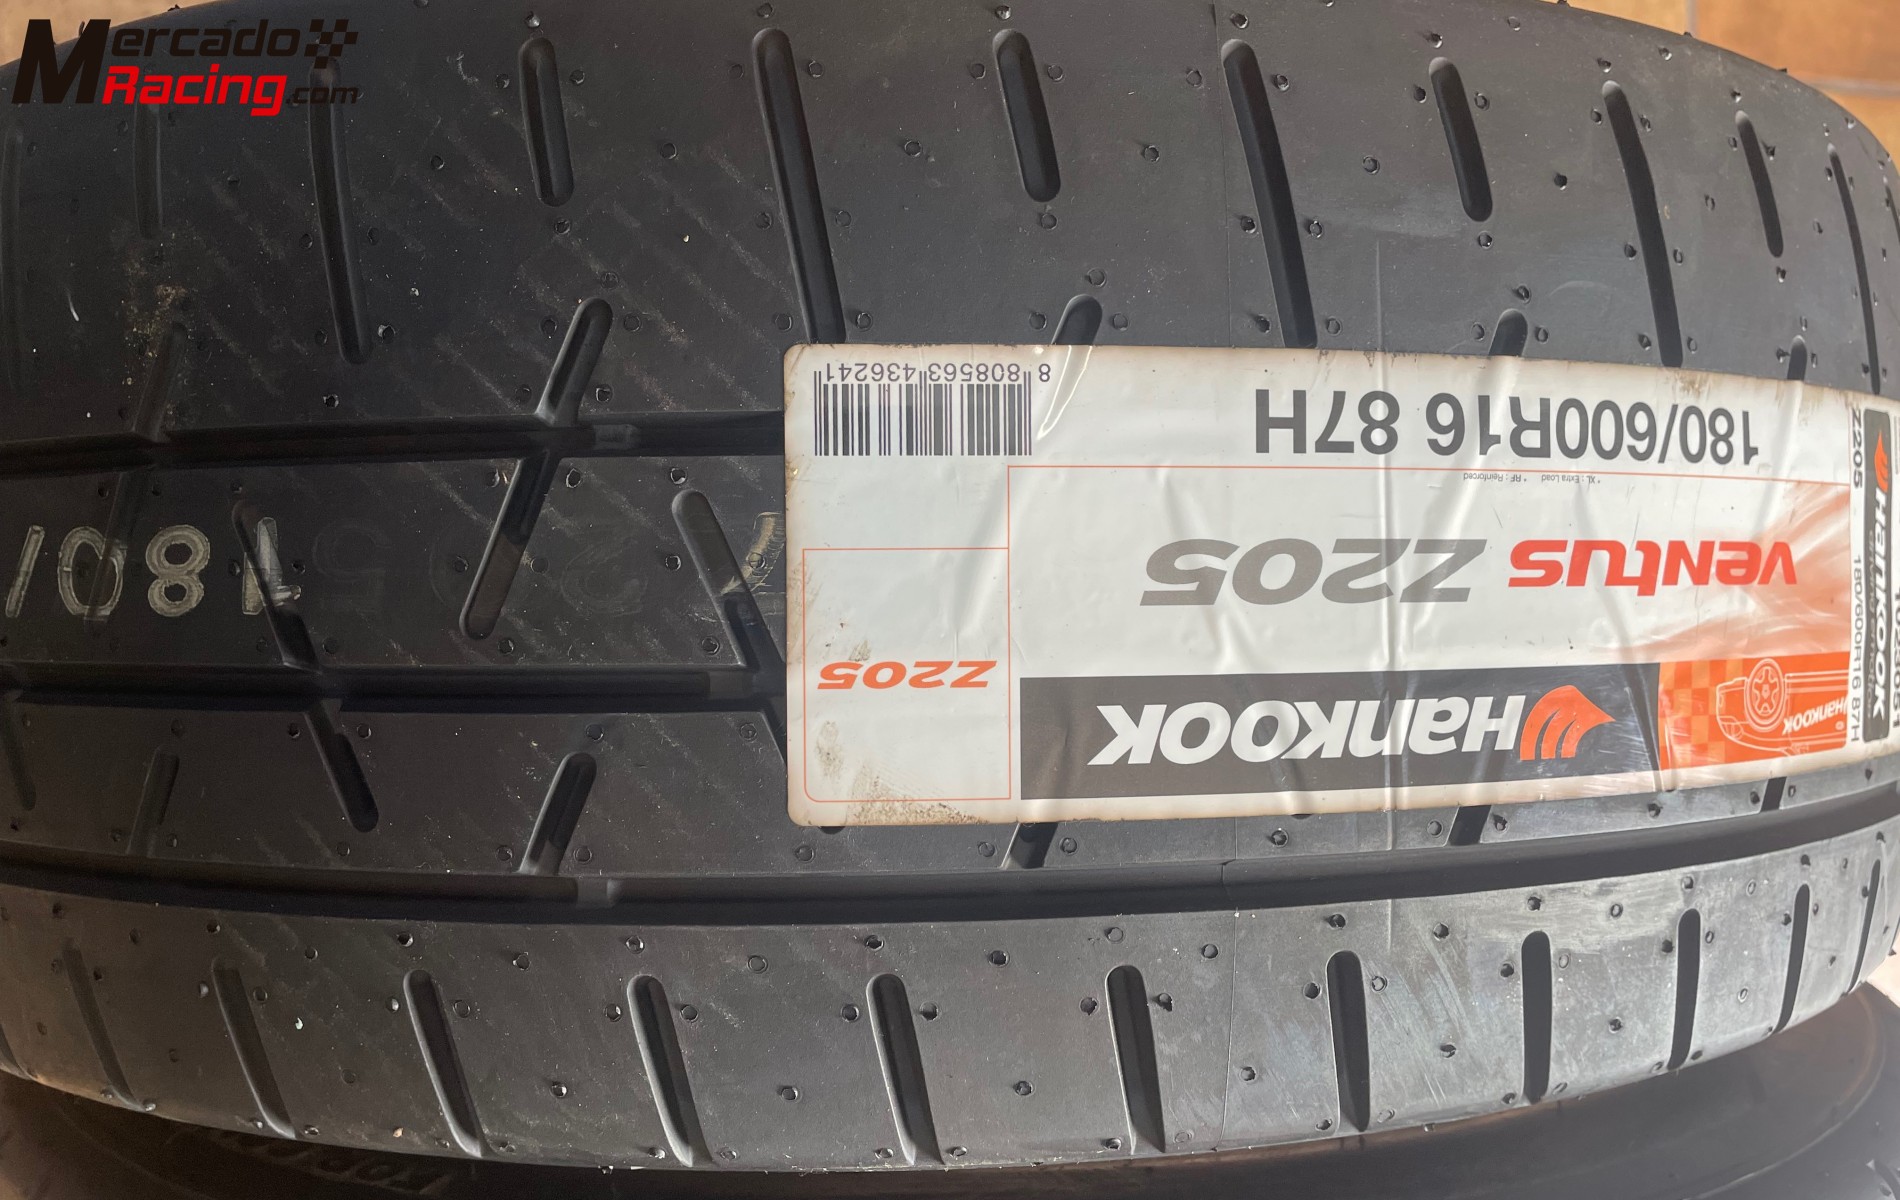 Mercado
Racing.com
HANKOOK
VENTUS Z205
* XL : Extra Load * RF : Reinforced
180/600R16 87H
Z205
8 808563 436241
HANKOOK
HANKOOK
180/600R16 87H
Z205
180/